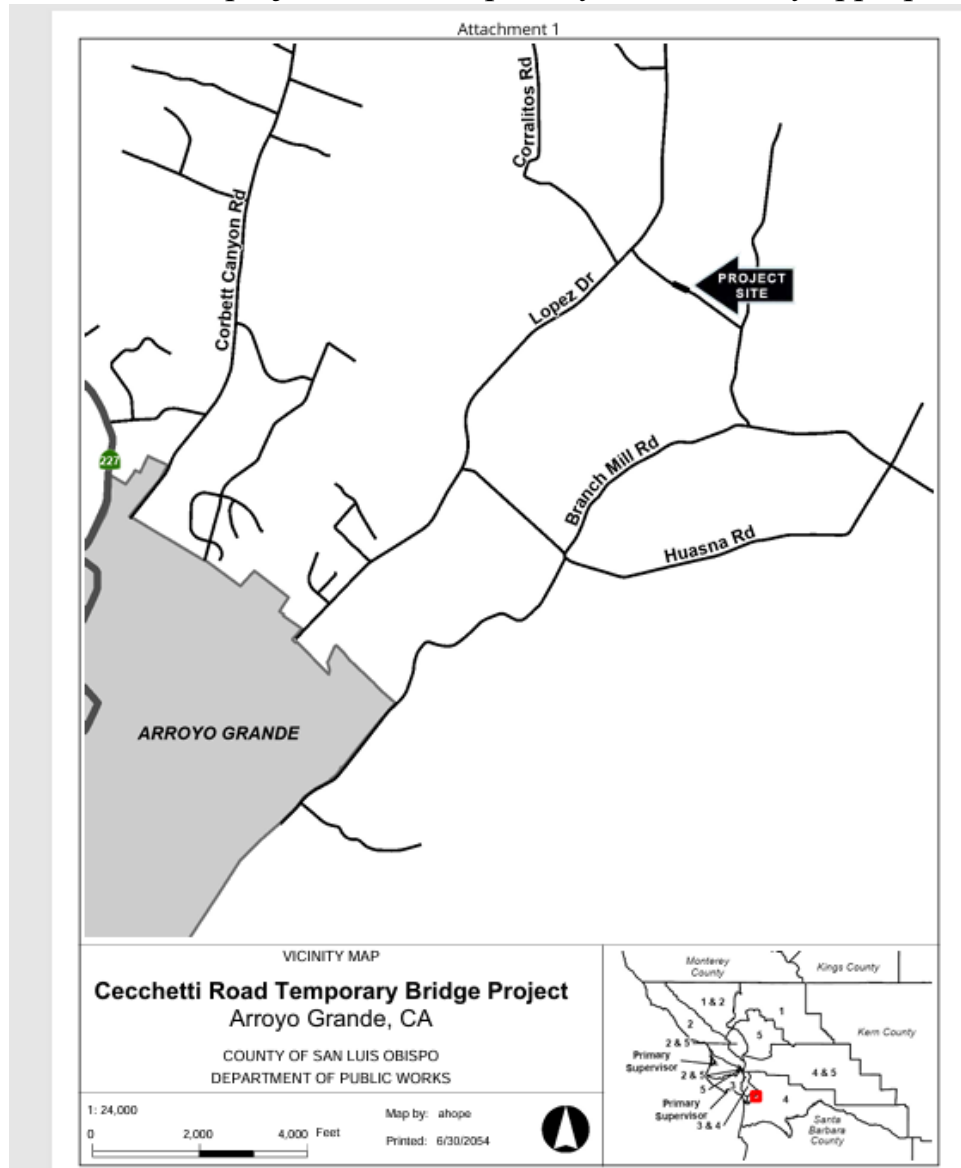 Attachment 1
Corralitos Rd
Corbett Canyon Rd
PROJECT
SITE
Lopez Dr
227
Branch Mill Rd
Huasna Rd
ARROYO GRANDE
VICINITY MAP
Cecchetti Road Temporary Bridge Project
Arroyo Grande, CA
COUNTY OF SAN LUIS OBISPO
DEPARTMENT OF PUBLIC WORKS
1: 24,000
0 2,000 4,000 Feet
Map by: ahope
Printed: 6/30/2054
Monterey
County
Kings County
1 & 2
1
2
5
Kern County
2 & 5
Primary
Supervisor
2 & 5
4 & 5
5
3
4
Primary
Supervisor
3 & 4
Santa
Barbara
County